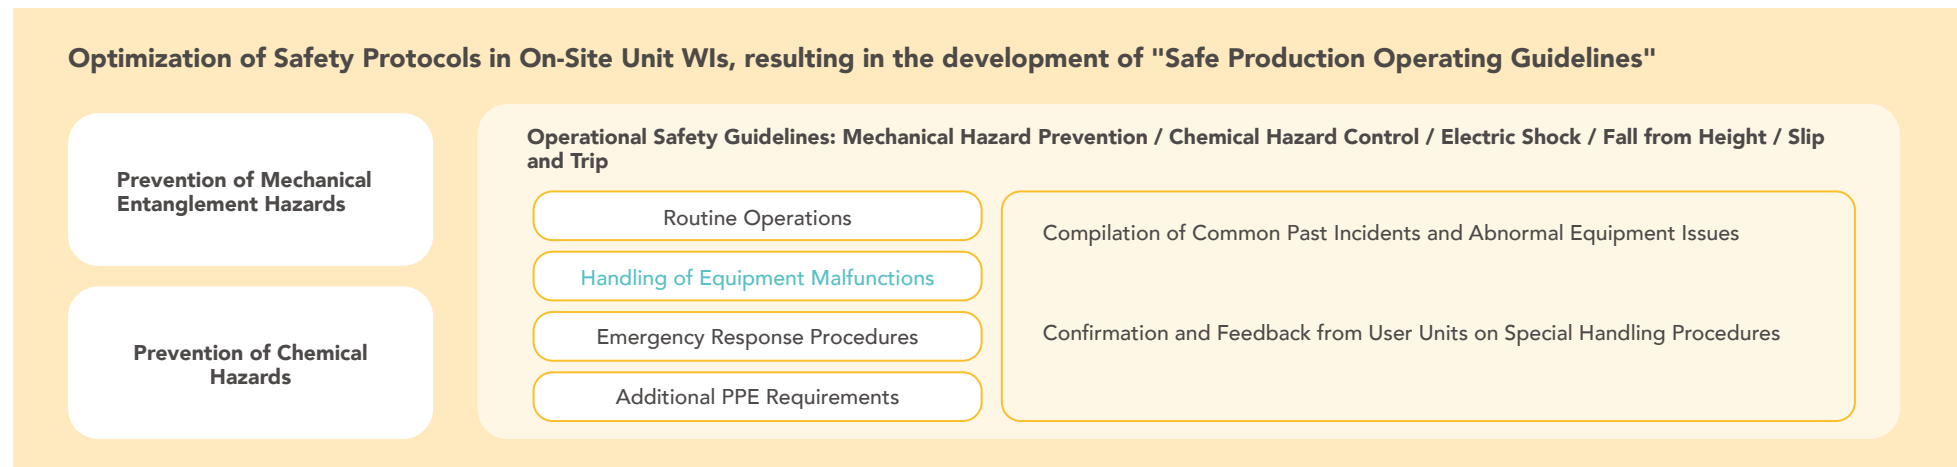 Optimization of Safety Protocols in On-Site Unit WIs, resulting in the development of "Safe Production Operating Guidelines"
Prevention of Mechanical
Entanglement Hazards
Prevention of Chemical
Hazards
Operational Safety Guidelines: Mechanical Hazard Prevention / Chemical Hazard Control / Electric Shock / Fall from Height / Slip
and Trip
Routine Operations
Handling of Equipment Malfunctions
Emergency Response Procedures
Additional PPE Requirements
Compilation of Common Past Incidents and Abnormal Equipment Issues
Confirmation and Feedback from User Units on Special Handling Procedures